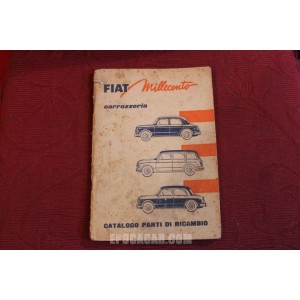 FIAT Millecento
carrozzeria
CATALOGO PARTI DI RICAMBIO
EPOCACAR.COM